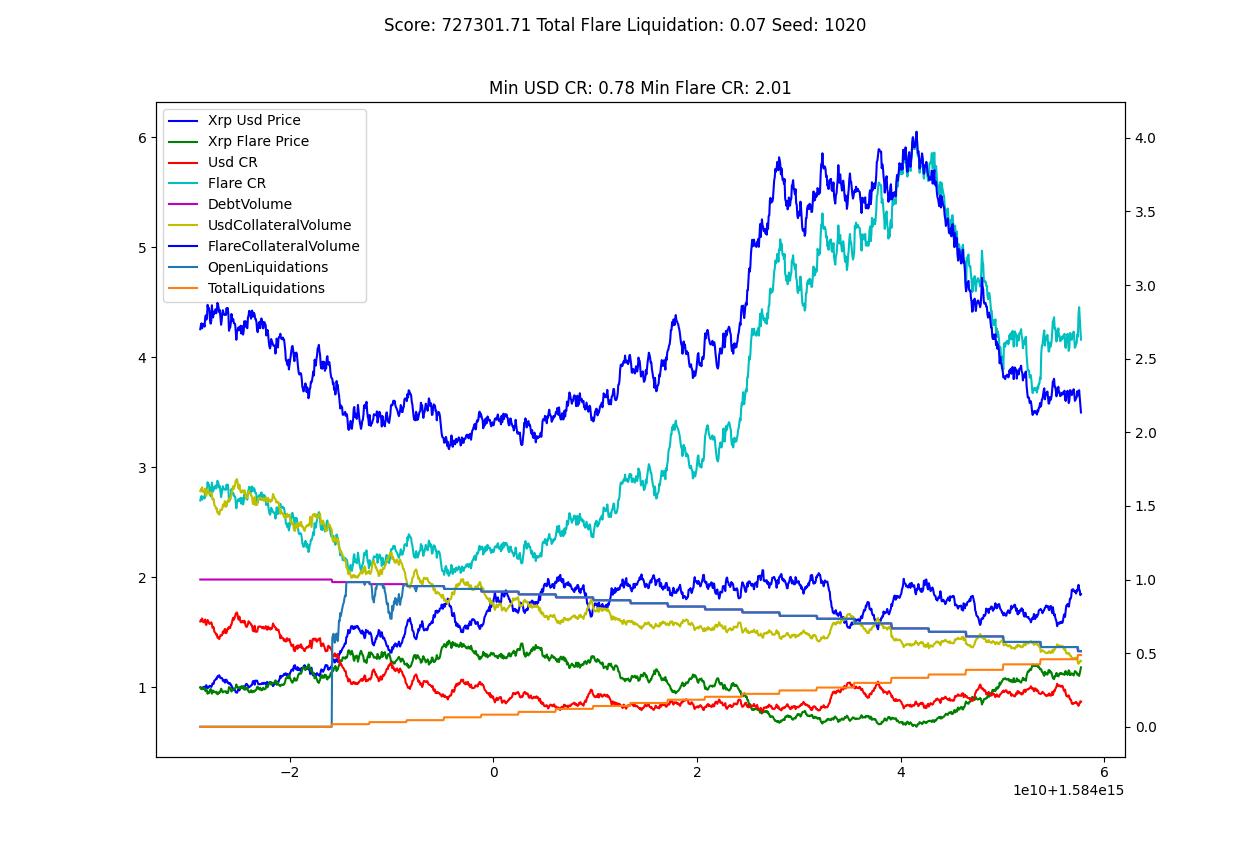 Score: 727301.71 Total Flare Liquidation: 0.07 Seed: 1020
Min USD CR: 0.78 Min Flare CR: 2.01
Xrp Usd Price
Xrp Flare Price
Usd CR
Flare CR
DebtVolume
UsdCollateralVolume
FlareCollateralVolume
OpenLiquidations
TotalLiquidations
6
5
4
3
2
1
4.0
3.5
3.0
2.5
2.0
1.5
1.0
0.5
0.0
−2
0
2
4
6
1e10+1.584e15